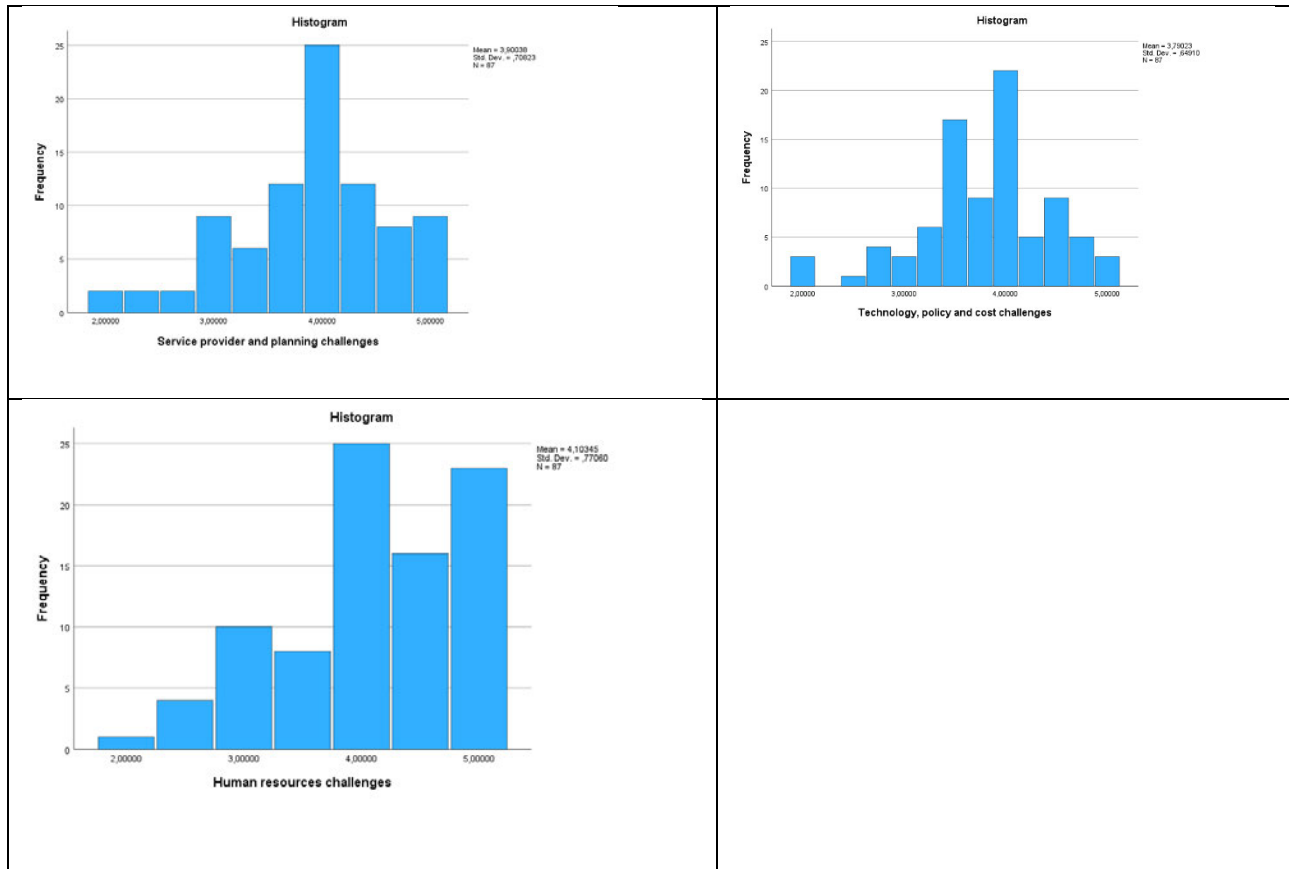 Histogram
Mean = 3,90038
Std. Dev. = ,70823
N = 87
25
20
15
10
5
0
Frequency
2,00000 3,00000 4,00000 5,00000
Service provider and planning challenges
Histogram
Mean = 3,79023
Std. Dev. = ,64910
N = 87
25
20
15
10
5
0
Frequency
2,00000 3,00000 4,00000 5,00000
Technology, policy and cost challenges
Histogram
Mean = 4,10345
Std. Dev. = ,77060
N = 87
25
20
15
10
5
0
Frequency
2,00000 3,00000 4,00000 5,00000
Human resources challenges